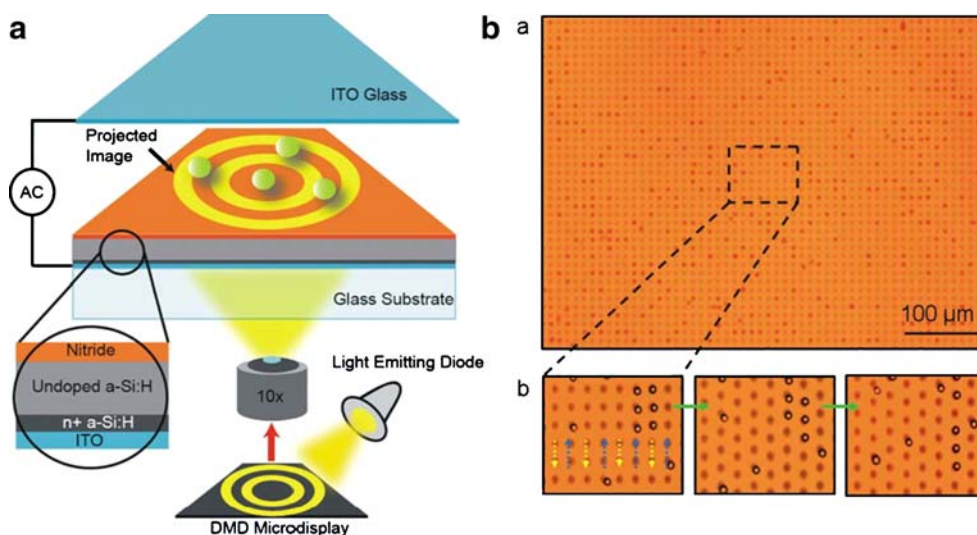 a
ITO Glass
Projected
Image
AC
Glass Substrate
Nitride
Undoped a-Si:H
n+ a-Si:H
ITO
10x
Light Emitting Diode
DMD Microdisplay
b
a
100 µm
b